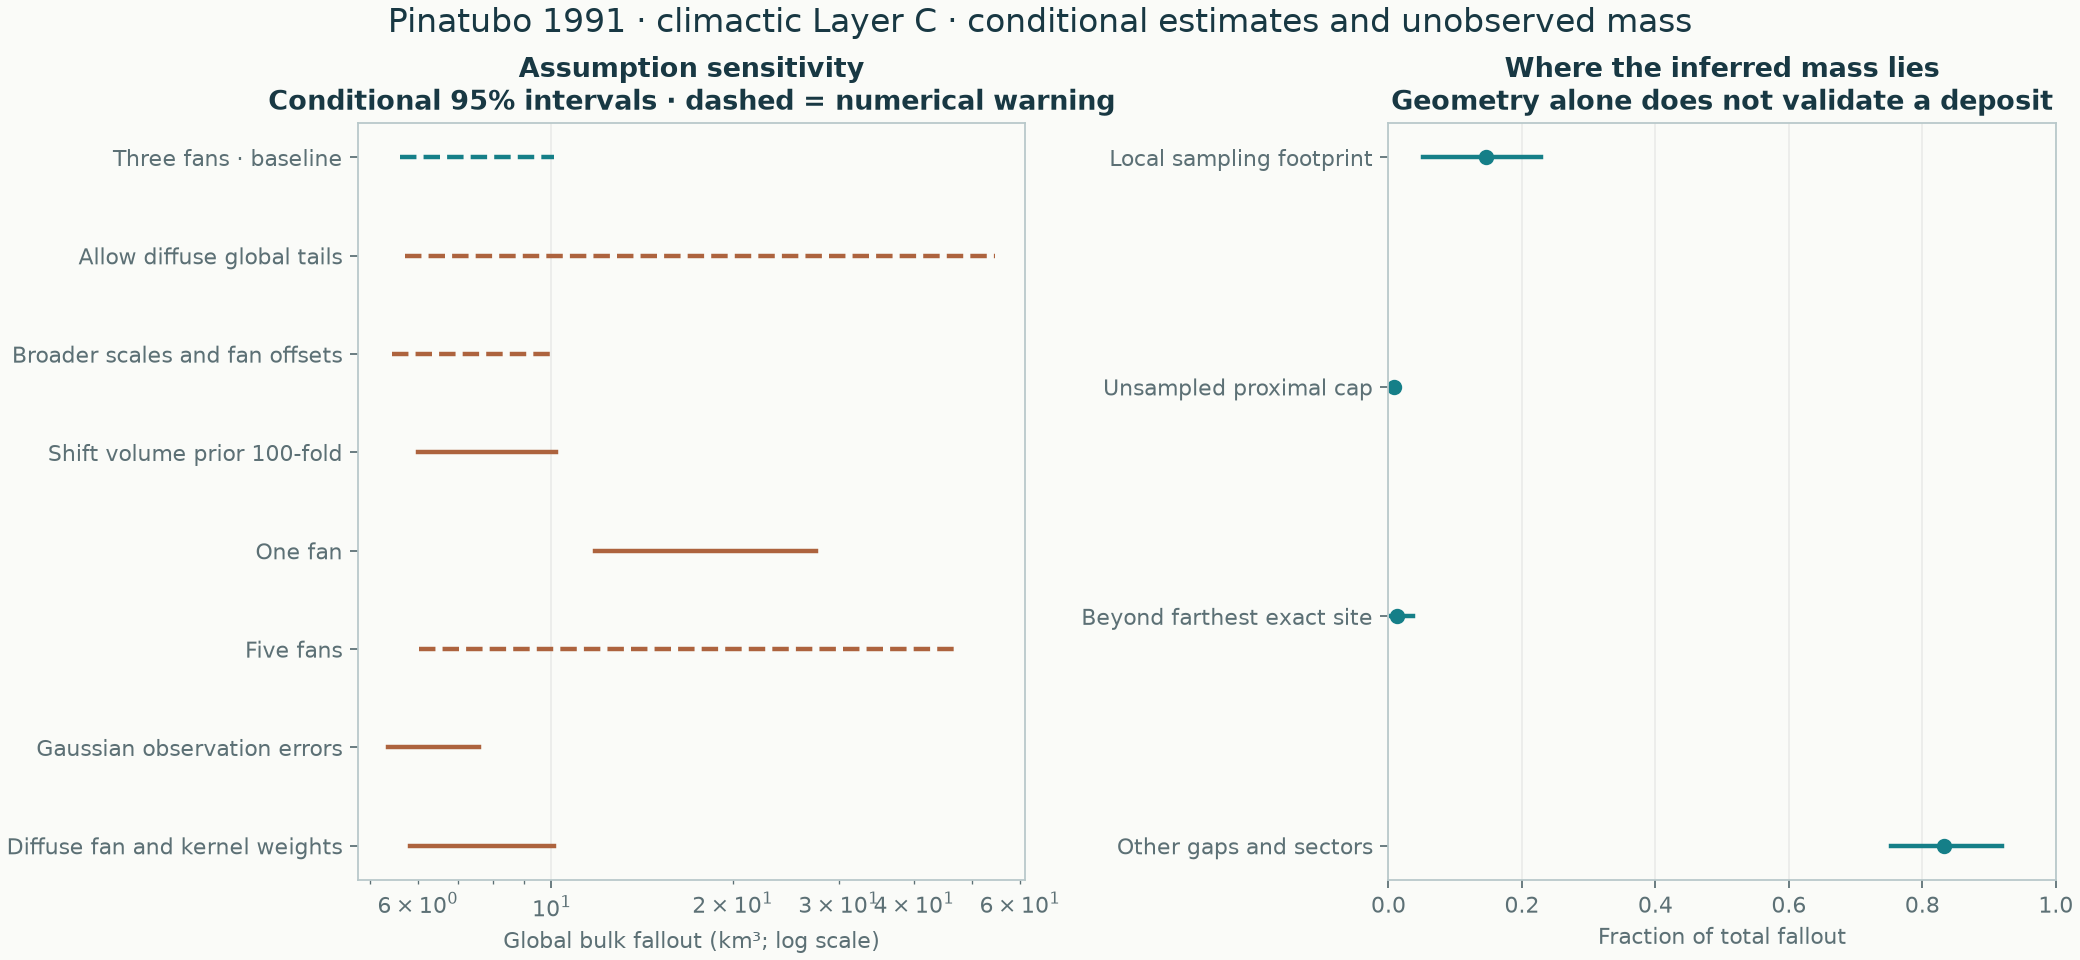 Pinatubo 1991 · climactic Layer C · conditional estimates and unobserved mass
Assumption sensitivity
Conditional 95% intervals · dashed = numerical warning
Three fans · baseline
Allow diffuse global tails
Broader scales and fan offsets
Shift volume prior 100-fold
One fan
Five fans
Gaussian observation errors
Diffuse fan and kernel weights
6 × 10⁰ 10¹ 2 × 10¹ 3 × 10¹ 4 × 10¹ 6 × 10¹
Global bulk fallout (km³; log scale)
Where the inferred mass lies
Geometry alone does not validate a deposit
Local sampling footprint
Unsampled proximal cap
Beyond farthest exact site
Other gaps and sectors
0.0 0.2 0.4 0.6 0.8 1.0
Fraction of total fallout